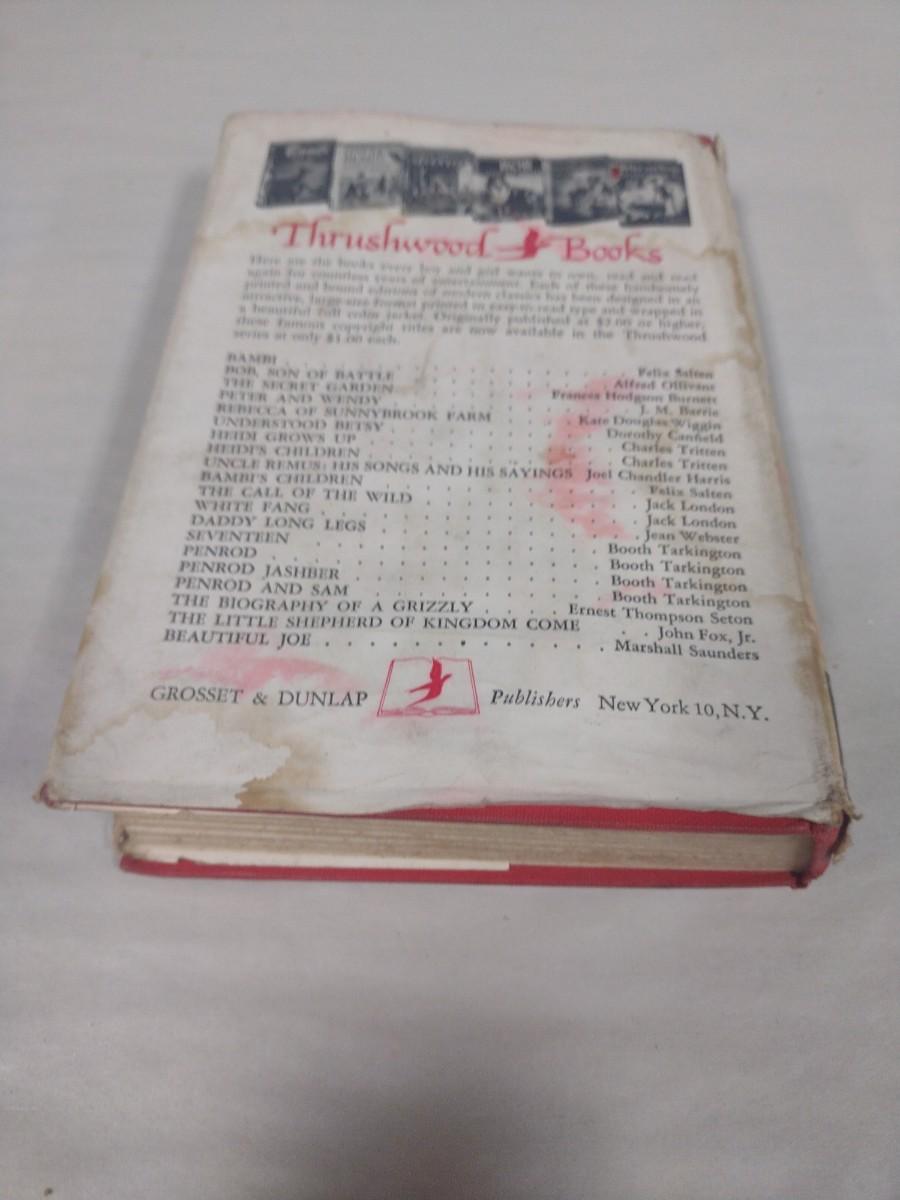 Thrushwood Books
Here are the books every boy and girl wants to own, read and read
again for countless years of entertainment. Each of these handsomely
printed and bound editions of modern classics has been designed in an
attractive, large-size format printed in easy-to-read type and wrapped in
a beautiful full color jacket. Originally published at $2.00 or higher,
these famous copyright titles are now available in the Thrushwood
series at only $1.00 each.
BAMBI . . . . . . . . . . Felix Salten
BOB, SON OF BATTLE . . . . . . . . . . Alfred Ollivant
THE SECRET GARDEN . . . . . . Frances Hodgson Burnett
PETER AND WENDY . . . . . . . . . . J. M. Barrie
REBECCA OF SUNNYBROOK FARM . . . . Kate Douglas Wiggin
UNDERSTOOD BETSY . . . . . . . . . Dorothy Canfield
HEIDI GROWS UP . . . . . . . . . . Charles Tritten
HEIDI'S CHILDREN . . . . . . . . . . Charles Tritten
UNCLE REMUS: HIS SONGS AND HIS SAYINGS Joel Chandler Harris
BAMBI'S CHILDREN . . . . . . . . . . Felix Salten
THE CALL OF THE WILD . . . . . . . . . Jack London
WHITE FANG . . . . . . . . . . . Jack London
DADDY LONG LEGS . . . . . . . . . . Jean Webster
SEVENTEEN . . . . . . . . . . . Booth Tarkington
PENROD . . . . . . . . . . . . Booth Tarkington
PENROD JASHBER . . . . . . . . . . Booth Tarkington
PENROD AND SAM . . . . . . . . . . Booth Tarkington
THE BIOGRAPHY OF A GRIZZLY . . . . Ernest Thompson Seton
THE LITTLE SHEPHERD OF KINGDOM COME . . John Fox, Jr.
BEAUTIFUL JOE . . . . . . . . . . . Marshall Saunders
GROSSET & DUNLAP Publishers New York 10, N.Y.